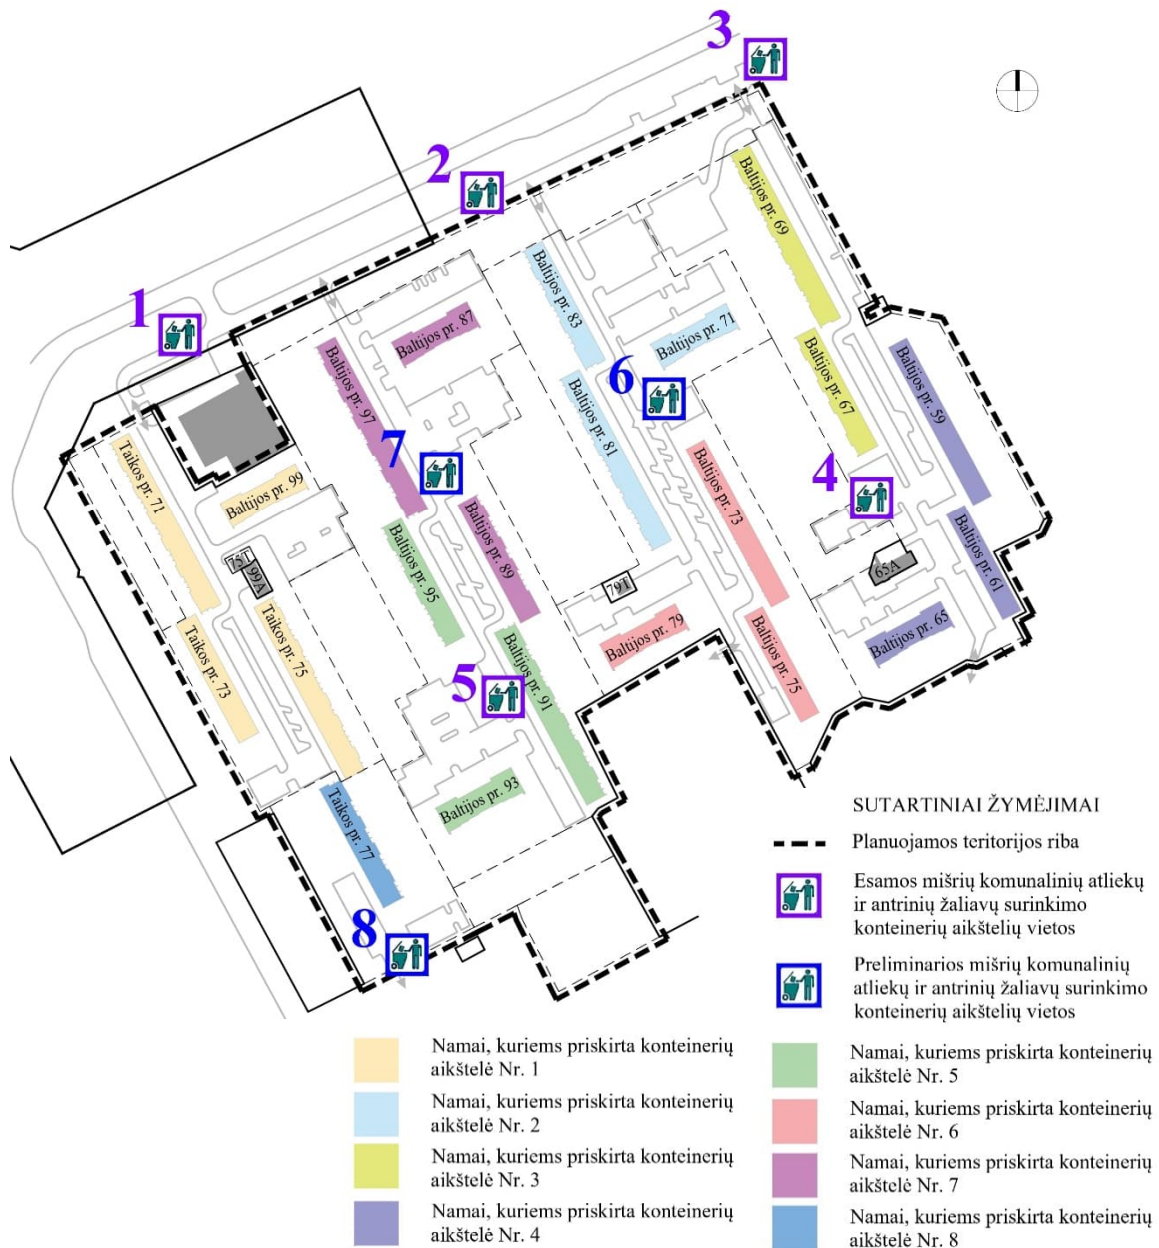 3
2
1
Baltijos pr. 69
Baltijos pr. 83
Baltijos pr. 87
Baltijos pr. 71
Baltijos pr. 97
6
Baltijos pr. 67
Baltijos pr. 59
Baltijos pr. 81
7
4
Taikos pr. 71
Baltijos pr. 99
Baltijos pr. 73
Baltijos pr. 95
Baltijos pr. 89
75T
99A
65A
79T
Baltijos pr. 61
Taikos pr. 73
Taikos pr. 75
Baltijos pr. 79
Baltijos pr. 65
Baltijos pr. 75
5
Baltijos pr. 91
Baltijos pr. 93
Taikos pr. 77
8
SUTARTINIAI ŽYMĖJIMAI
Planuojamos teritorijos riba
Esamos mišrių komunalinių atliekų
ir antrinių žaliavų surinkimo
konteinerių aikštelių vietos
Preliminarios mišrių komunalinių
atliekų ir antrinių žaliavų surinkimo
konteinerių aikštelių vietos
Namai, kuriems priskirta konteinerių
aikštelė Nr. 1
Namai, kuriems priskirta konteinerių
aikštelė Nr. 2
Namai, kuriems priskirta konteinerių
aikštelė Nr. 3
Namai, kuriems priskirta konteinerių
aikštelė Nr. 4
Namai, kuriems priskirta konteinerių
aikštelė Nr. 5
Namai, kuriems priskirta konteinerių
aikštelė Nr. 6
Namai, kuriems priskirta konteinerių
aikštelė Nr. 7
Namai, kuriems priskirta konteinerių
aikštelė Nr. 8